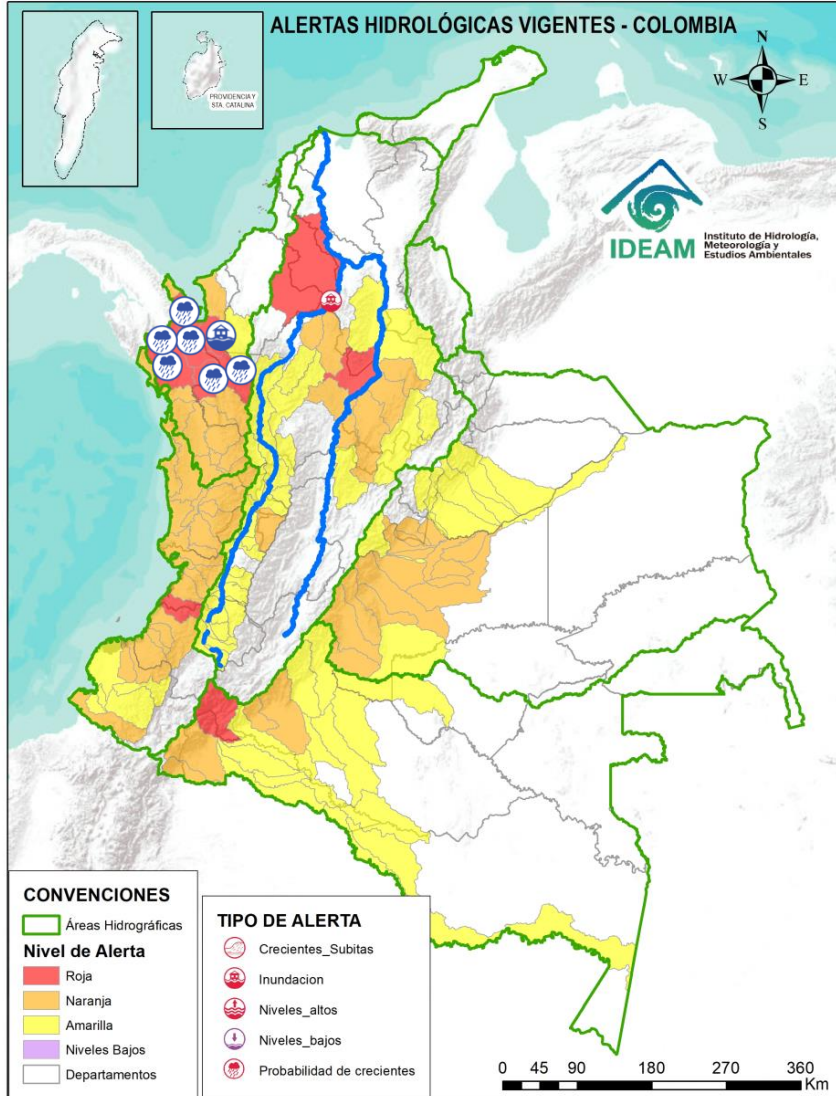 ALERTAS HIDROLÓGICAS VIGENTES - COLOMBIA
PROVIDENCIA Y
STA. CATALINA
N
W
E
S
IDEAM
Instituto de Hidrología,
Meteorología y
Estudios Ambientales
CONVENCIONES
Áreas Hidrográficas
Nivel de Alerta
Roja
Naranja
Amarilla
Niveles Bajos
Departamentos
TIPO DE ALERTA
Crecientes_Subitas
Inundacion
Niveles_altos
Niveles_bajos
Probabilidad de crecientes
0 45 90 180 270 360
Km